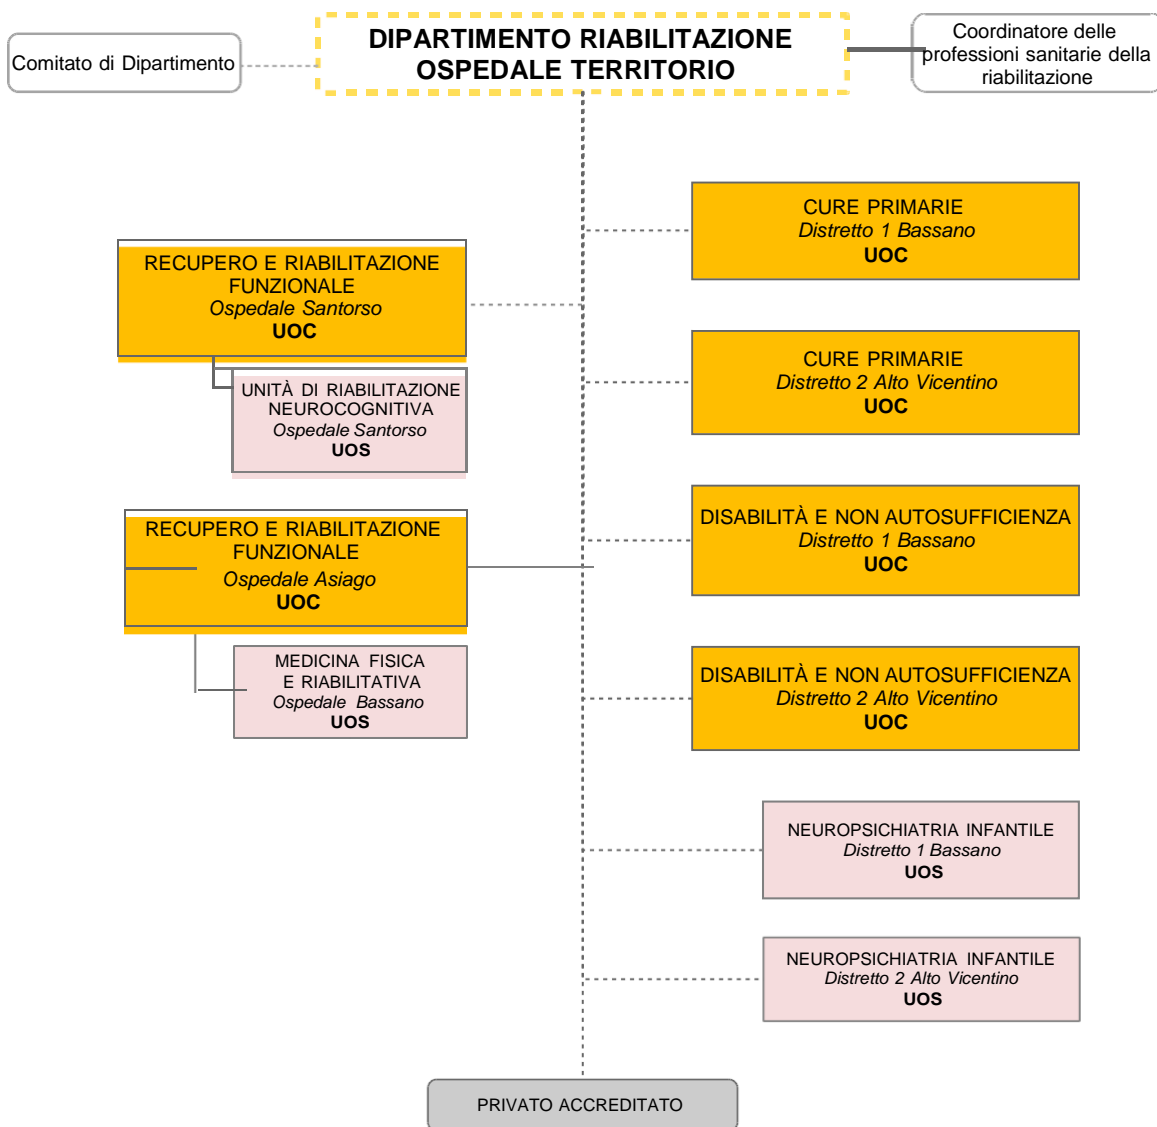 Comitato di Dipartimento
DIPARTIMENTO RIABILITAZIONE
OSPEDALE TERRITORIO
Coordinatore delle
professioni sanitarie della
riabilitazione
RECUPERO E RIABILITAZIONE
FUNZIONALE
Ospedale Santorso
UOC
UNITÀ DI RIABILITAZIONE
NEUROCOGNITIVA
Ospedale Santorso
UOS
RECUPERO E RIABILITAZIONE
FUNZIONALE
Ospedale Asiago
UOC
MEDICINA FISICA
E RIABILITATIVA
Ospedale Bassano
UOS
CURE PRIMARIE
Distretto 1 Bassano
UOC
CURE PRIMARIE
Distretto 2 Alto Vicentino
UOC
DISABILITÀ E NON AUTOSUFFICIENZA
Distretto 1 Bassano
UOC
DISABILITÀ E NON AUTOSUFFICIENZA
Distretto 2 Alto Vicentino
UOC
NEUROPSICHIATRIA INFANTILE
Distretto 1 Bassano
UOS
NEUROPSICHIATRIA INFANTILE
Distretto 2 Alto Vicentino
UOS
PRIVATO ACCREDITATO